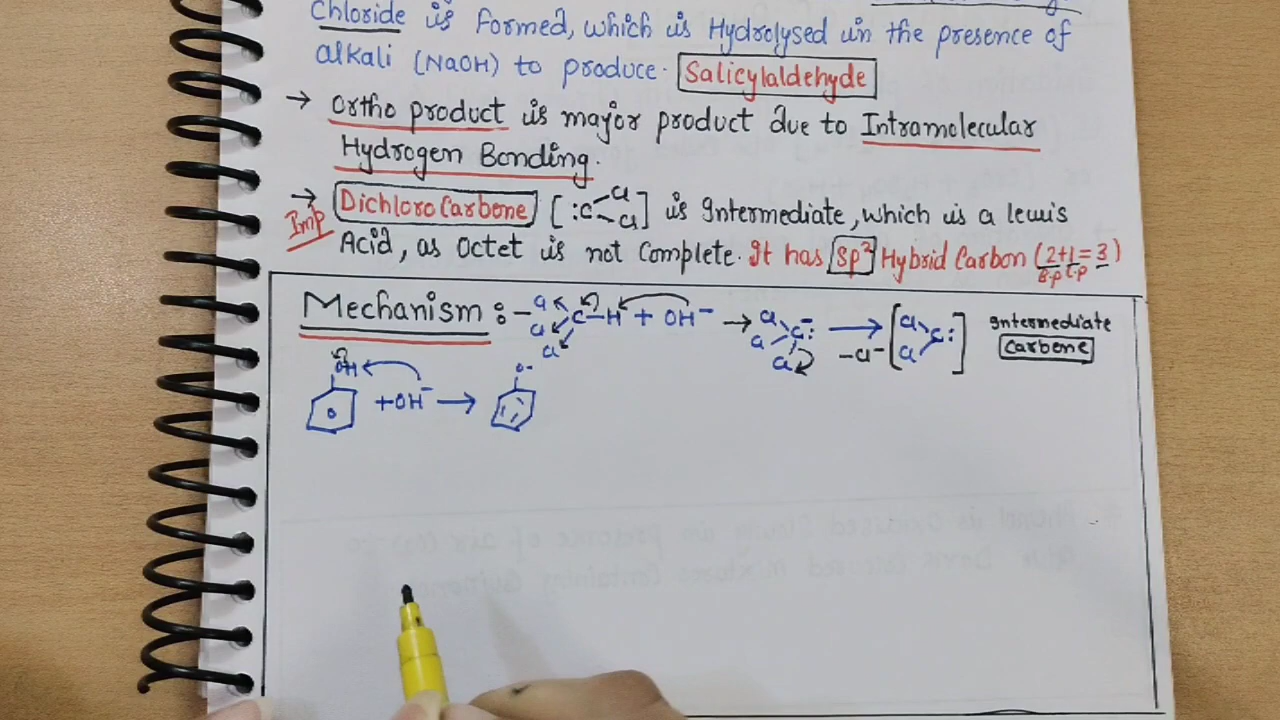 Chloride is Formed, which is Hydrolysed in the presence of
alkali (NaOH) to produce. Salicylaldehyde
→ Ortho product is major product due to Intramolecular
Hydrogen Bonding.
→ Dichloro Carbene [:C Cl Cl] is Intermediate, which is a lewis
Imp
Acid, as Octet is not Complete. It has Sp² Hybrid Carbon (2+1=3)
B.p L.p
Mechanism :- Cl Cl Cl C-H + OH⁻ → Cl Cl Cl C⁻: → -Cl⁻ [Cl Cl C:] Intermediate
Carbene
OH +OH⁻ → O⁻